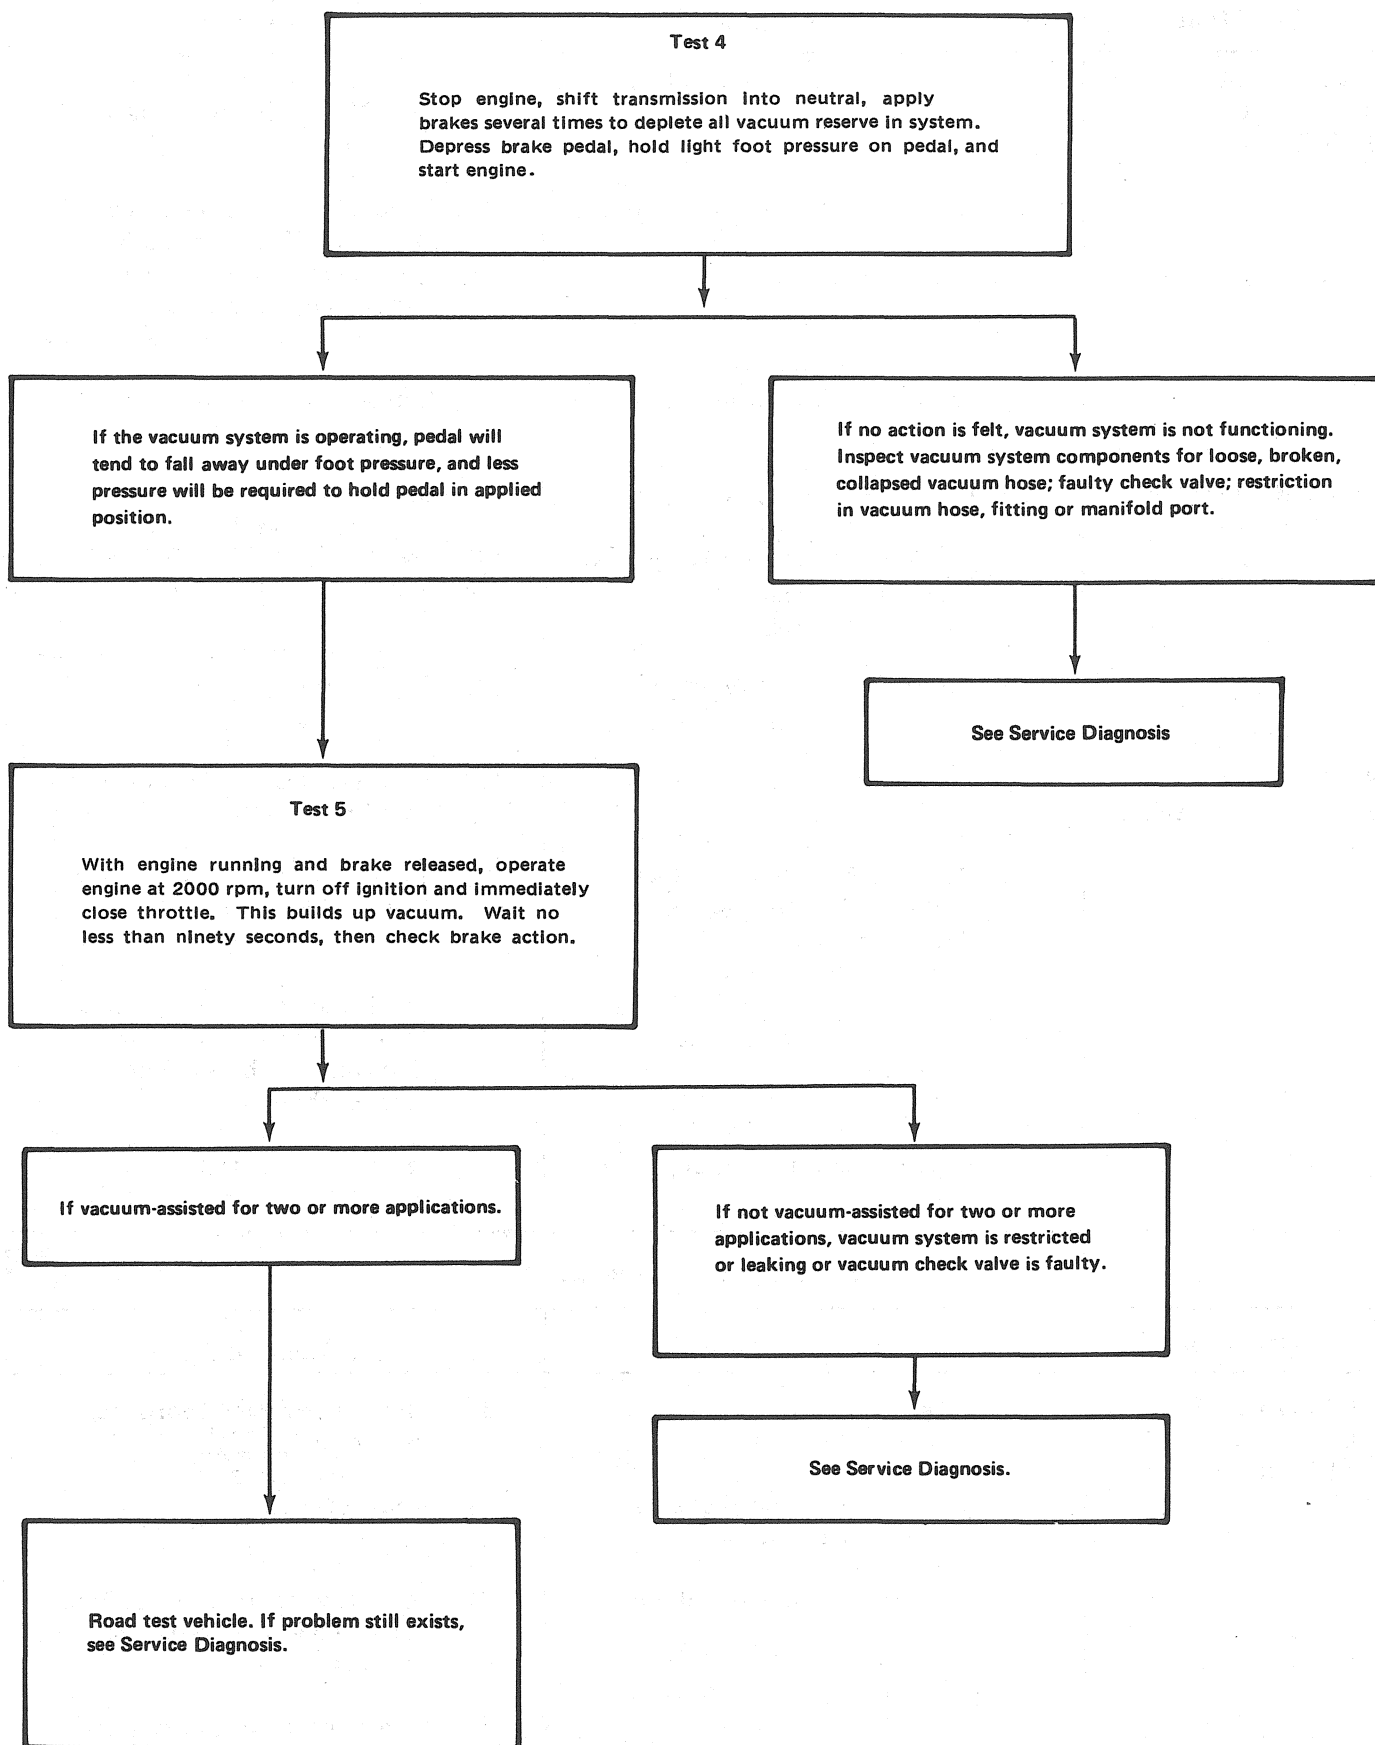 Test 4
Stop engine, shift transmission into neutral, apply
brakes several times to deplete all vacuum reserve in system.
Depress brake pedal, hold light foot pressure on pedal, and
start engine.
If the vacuum system is operating, pedal will
tend to fall away under foot pressure, and less
pressure will be required to hold pedal in applied
position.
If no action is felt, vacuum system is not functioning.
Inspect vacuum system components for loose, broken,
collapsed vacuum hose; faulty check valve; restriction
in vacuum hose, fitting or manifold port.
See Service Diagnosis
Test 5
With engine running and brake released, operate
engine at 2000 rpm, turn off ignition and immediately
close throttle. This builds up vacuum. Wait no
less than ninety seconds, then check brake action.
If vacuum-assisted for two or more applications.
If not vacuum-assisted for two or more
applications, vacuum system is restricted
or leaking or vacuum check valve is faulty.
See Service Diagnosis.
Road test vehicle. If problem still exists,
see Service Diagnosis.